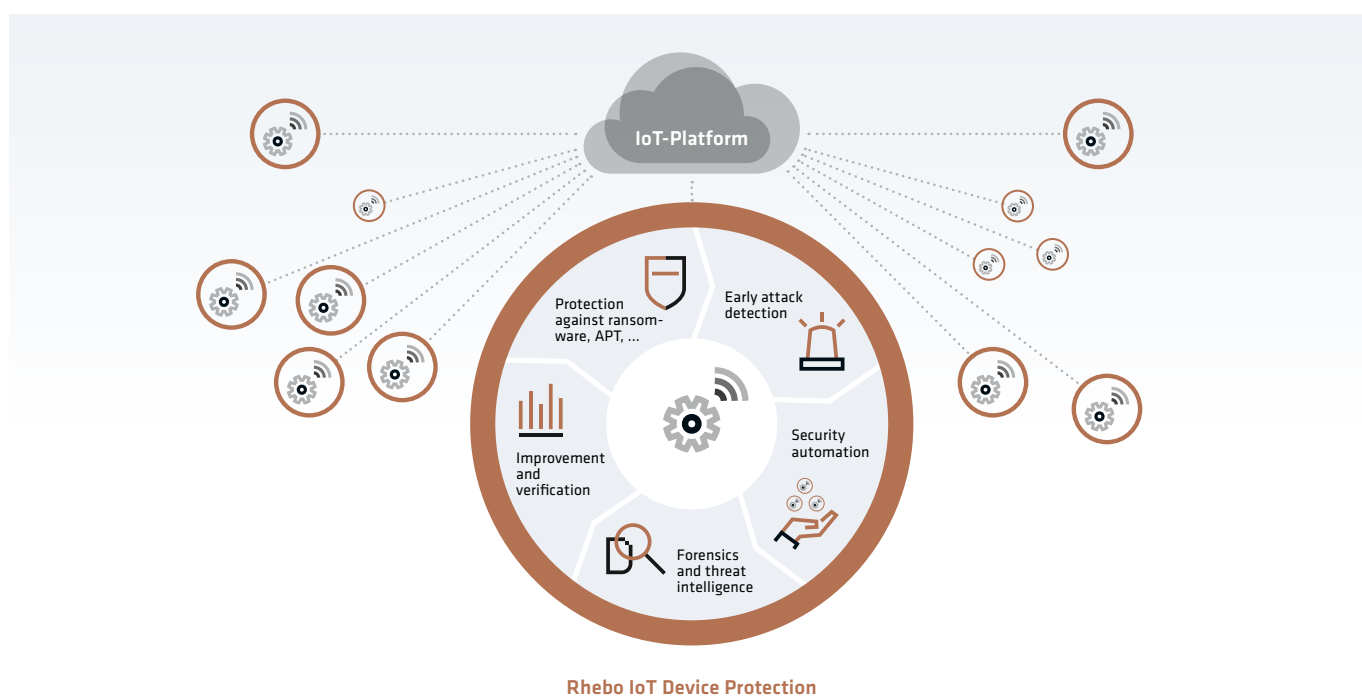 IoT-Platform
Protection
against ransom-
ware, APT, ...
Early attack
detection
Security
automation
Forensics
and threat
intelligence
Improvement
and
verification
Rhebo IoT Device Protection